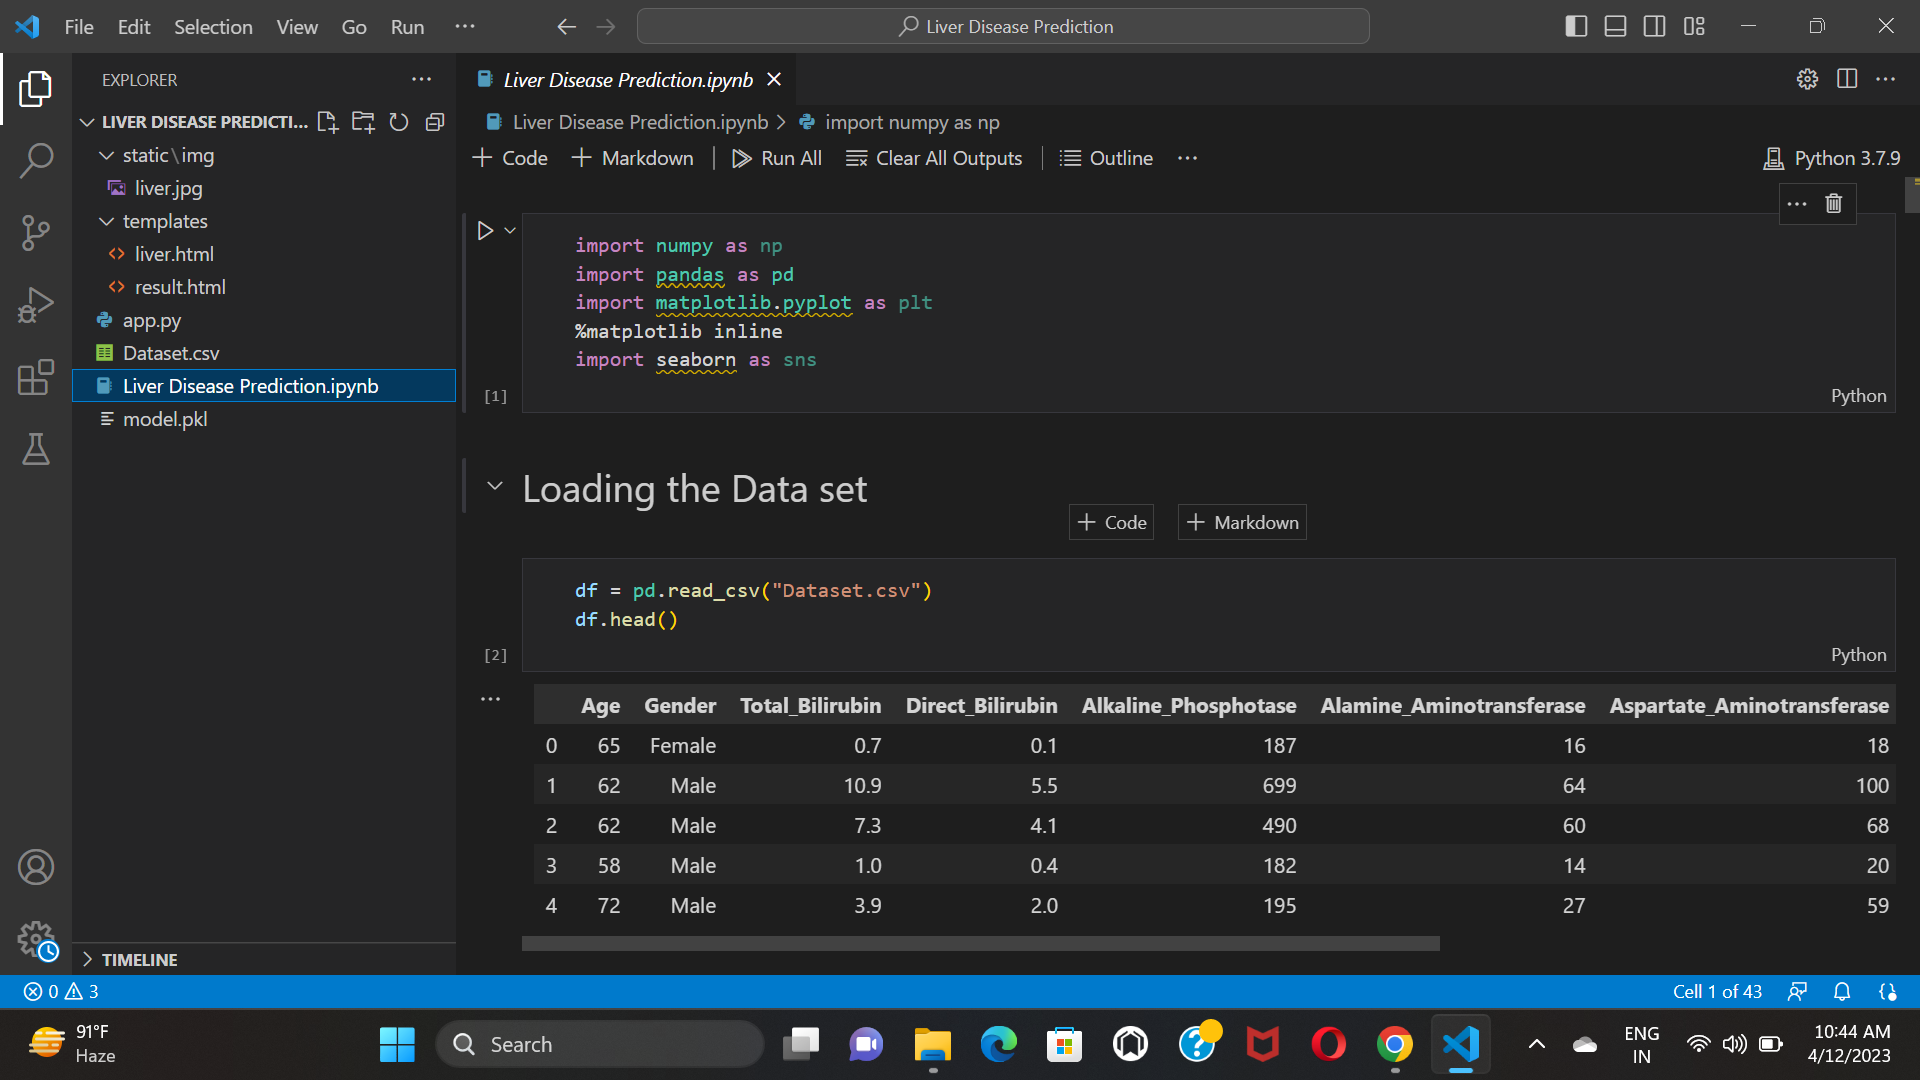 File Edit Selection View Go Run ··· Liver Disease Prediction
EXPLORER ···
LIVER DISEASE PREDICTI...
static\img
liver.jpg
templates
liver.html
result.html
app.py
Dataset.csv
Liver Disease Prediction.ipynb
model.pkl
TIMELINE
Liver Disease Prediction.ipynb
Liver Disease Prediction.ipynb > import numpy as np
+ Code + Markdown Run All Clear All Outputs Outline ··· Python 3.7.9
import numpy as np
import pandas as pd
import matplotlib.pyplot as plt
%matplotlib inline
import seaborn as sns
[1] Python
Loading the Data set
+ Code + Markdown
df = pd.read_csv("Dataset.csv")
df.head()
[2] Python
Age Gender Total_Bilirubin Direct_Bilirubin Alkaline_Phosphotase Alamine_Aminotransferase Aspartate_Aminotransferase
0 65 Female 0.7 0.1 187 16 18
1 62 Male 10.9 5.5 699 64 100
2 62 Male 7.3 4.1 490 60 68
3 58 Male 1.0 0.4 182 14 20
4 72 Male 3.9 2.0 195 27 59
0 3 Cell 1 of 43
91°F
Haze
Search
ENG
IN
10:44 AM
4/12/2023